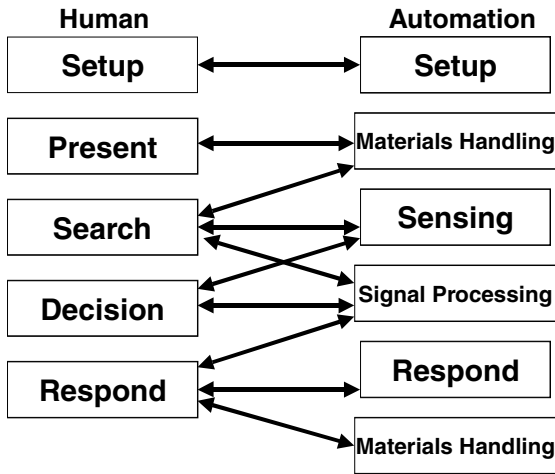 Human
Automation
Setup
Setup
Present
Materials Handling
Search
Sensing
Decision
Signal Processing
Respond
Respond
Materials Handling